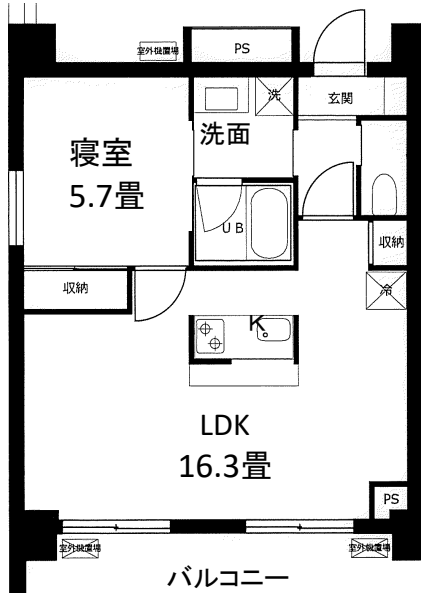 室外機置場
PS
洗
玄関
洗面
寝室
5.7畳
UB
収納
収納
冷
K
LDK
16.3畳
PS
室外機置場
室外機置場
バルコニー